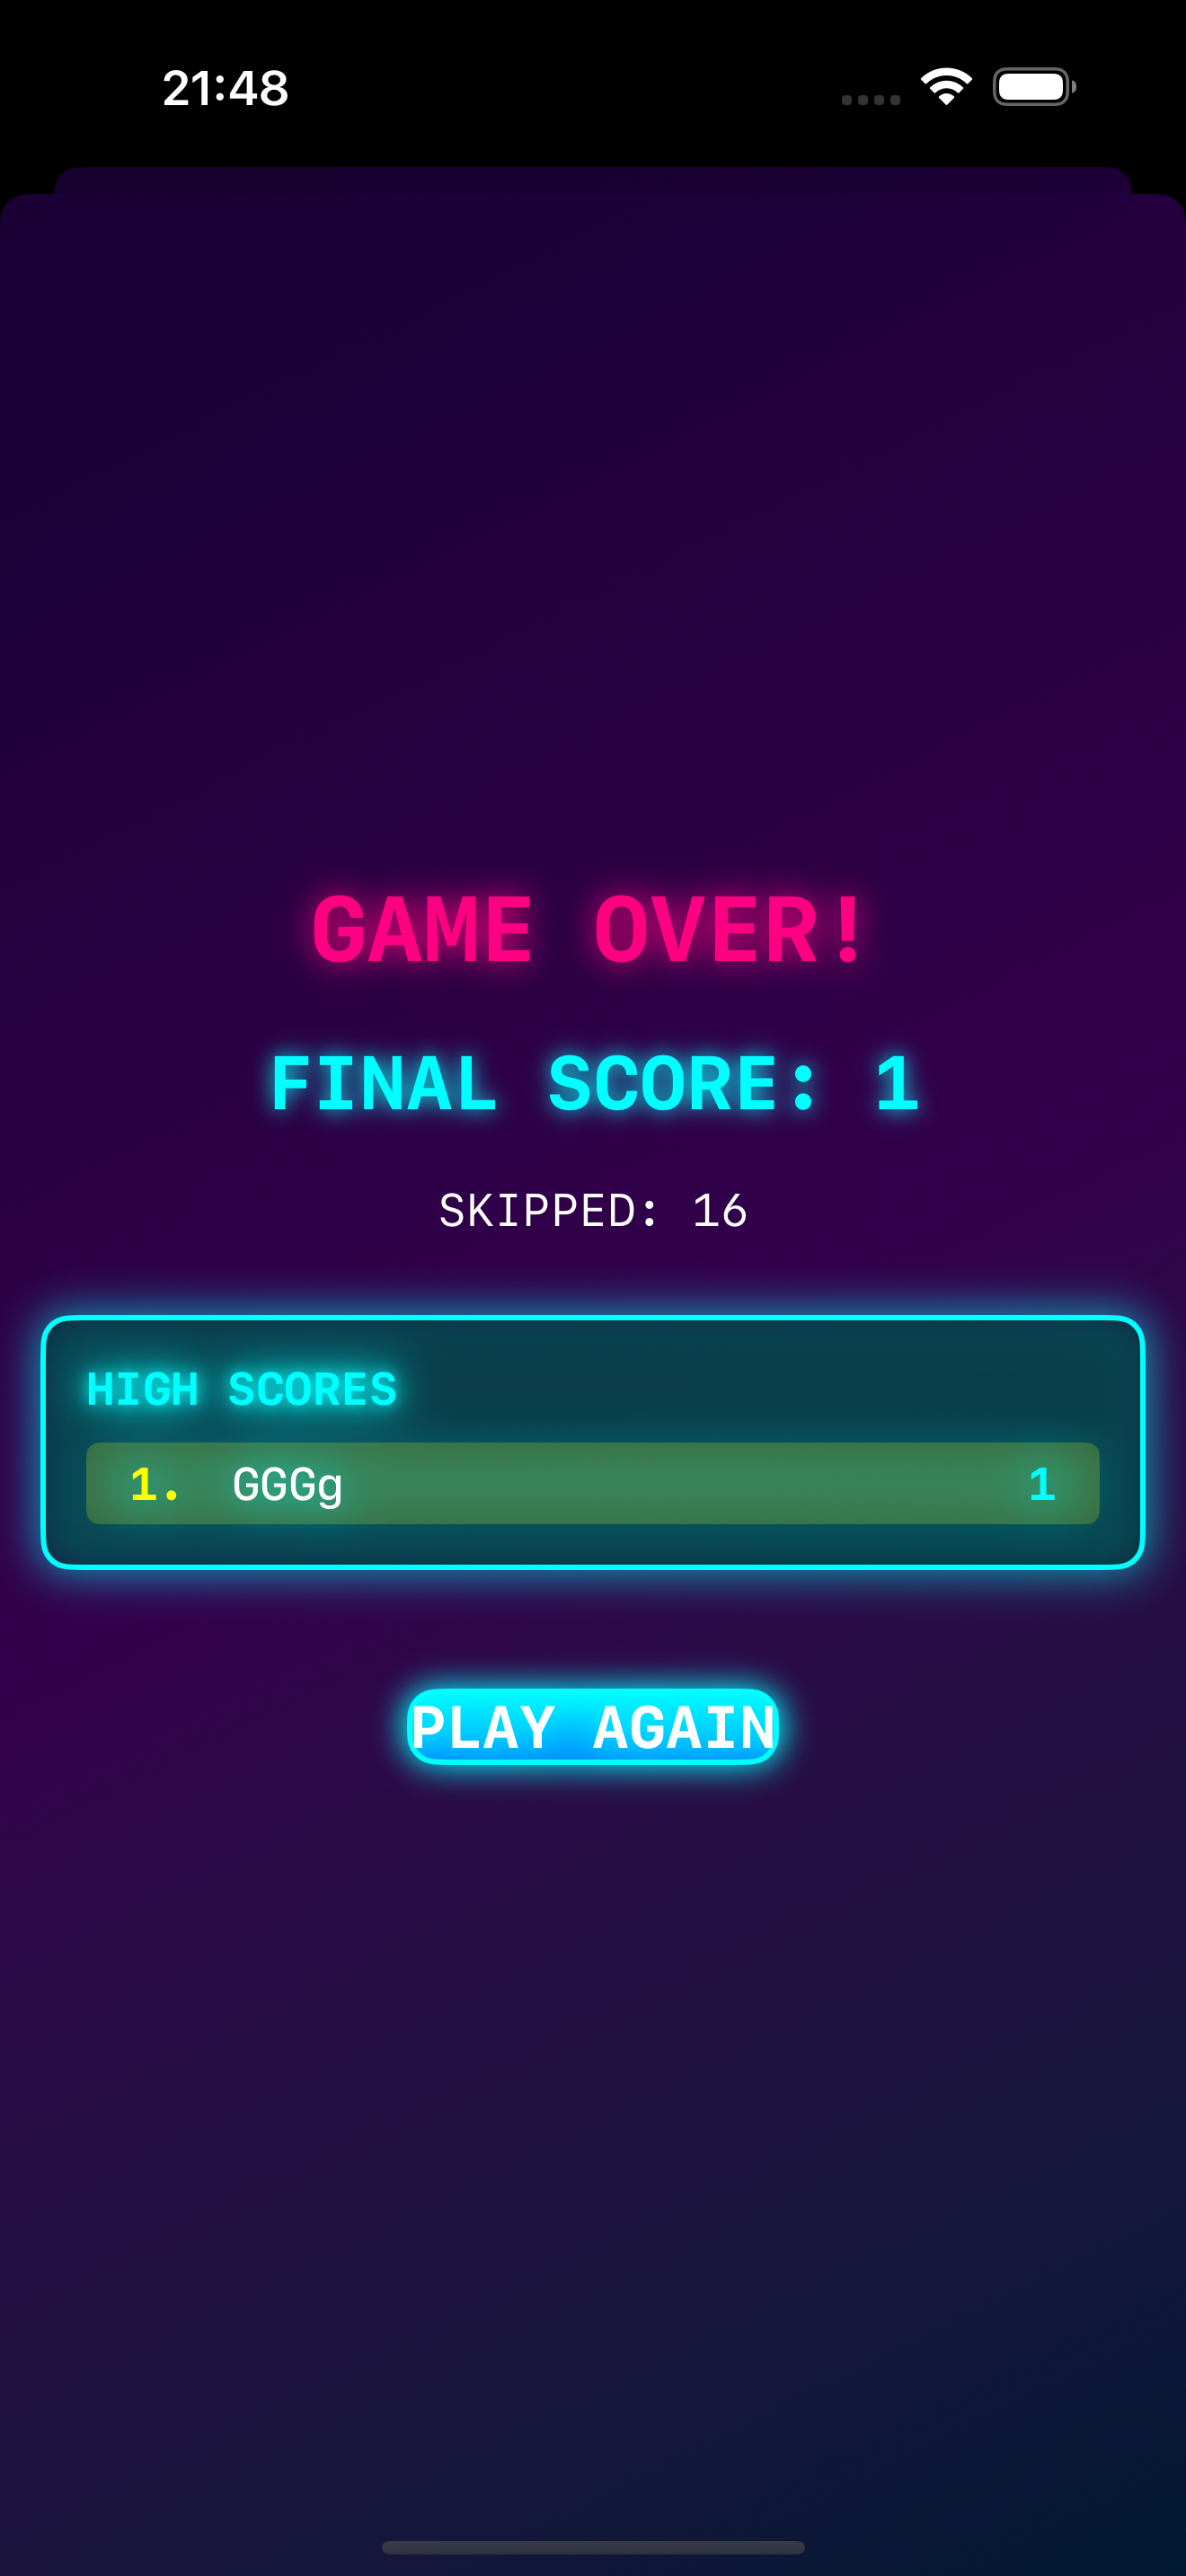 21:48
GAME OVER!
FINAL SCORE: 1
SKIPPED: 16
HIGH SCORES
1. GGGg 1
PLAY AGAIN